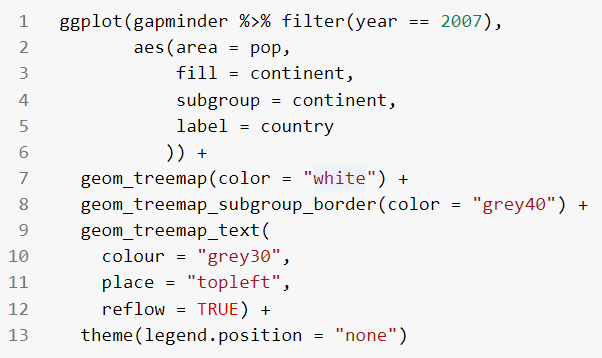 1 ggplot(gapminder %>% filter(year == 2007),
2 aes(area = pop,
3 fill = continent,
4 subgroup = continent,
5 label = country
6 )) +
7 geom_treemap(color = "white") +
8 geom_treemap_subgroup_border(color = "grey40") +
9 geom_treemap_text(
10 colour = "grey30",
11 place = "topleft",
12 reflow = TRUE) +
13 theme(legend.position = "none")